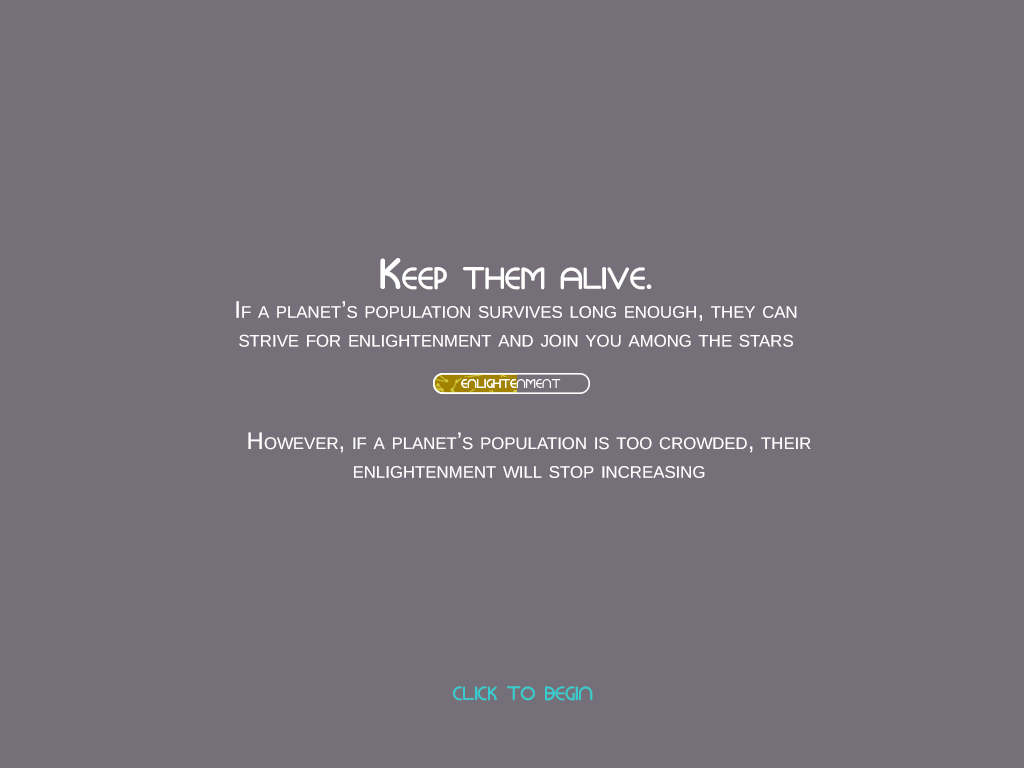 Keep them alive.
If a planet's population survives long enough, they can
strive for enlightenment and join you among the stars
enlightenment
However, if a planet's population is too crowded, their
enlightenment will stop increasing
click to begin